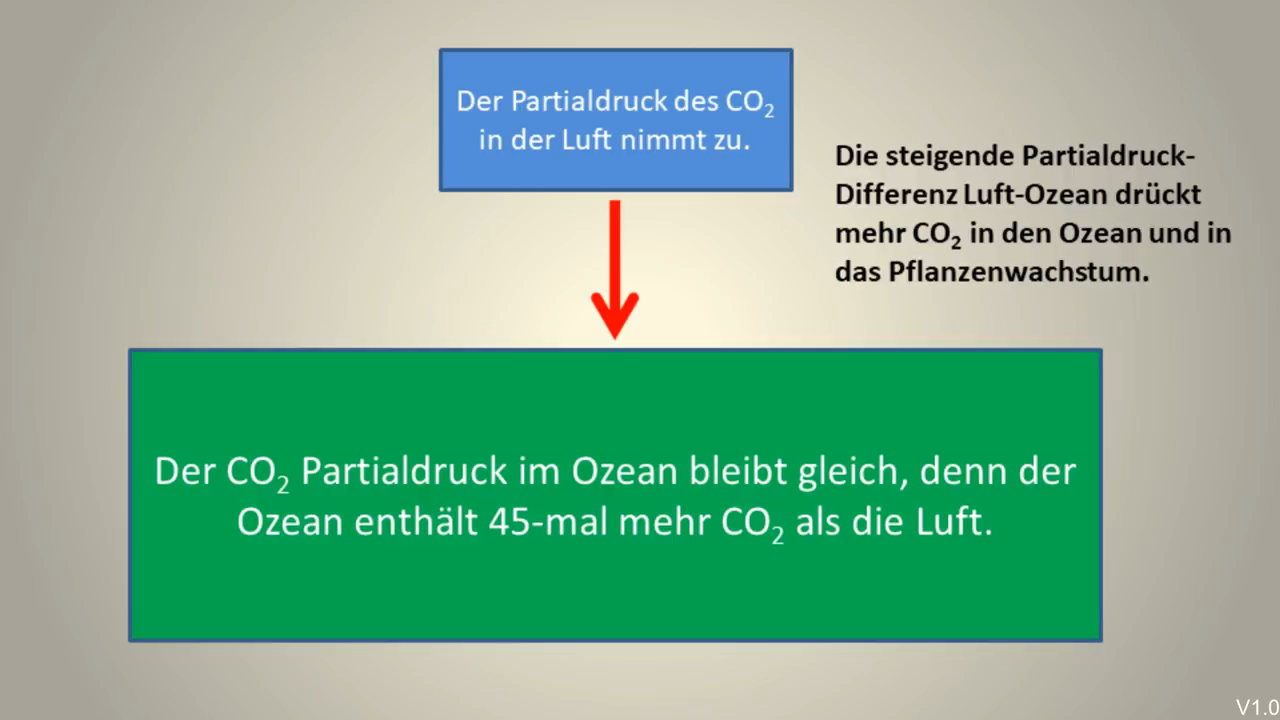 Der Partialdruck des CO₂
in der Luft nimmt zu.
Die steigende Partialdruck-
Differenz Luft-Ozean drückt
mehr CO₂ in den Ozean und in
das Pflanzenwachstum.
Der CO₂ Partialdruck im Ozean bleibt gleich, denn der
Ozean enthält 45-mal mehr CO₂ als die Luft.
V1.0